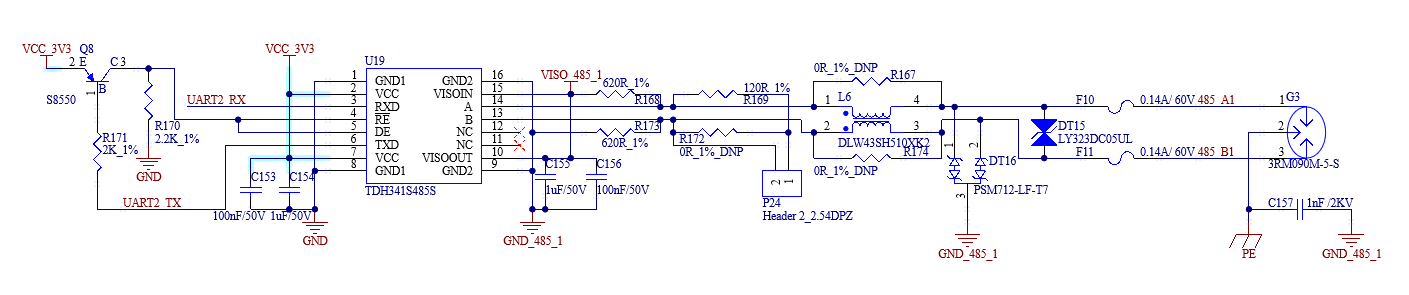 VCC_3V3
Q8
2 E
C 3
1
B
S8550
R171
2K_1%
R170
2.2K_1%
GND
UART2_RX
UART2_TX
VCC_3V3
C153
100nF/50V
C154
1uF/50V
GND
U19
1 GND1
2 VCC
3 RXD
4 RE
5 DE
6 TXD
7 VCC
8 GND1
GND2 16
VISOIN 15
A 14
B 13
NC 12
NC 11
VISOOUT 10
GND2 9
TDH341S485S
VISO_485_1
C155
1uF/50V
C156
100nF/50V
GND_485_1
620R_1%
R168
R173
620R_1%
120R_1%
R169
R172
0R_1%_DNP
2 1
P24
Header 2_2.54DPZ
0R_1%_DNP
R167
L6
1 4
2 3
DLW43SH510XK2
R174
0R_1%_DNP
1
2
3
DT16
PSM712-LF-T7
GND_485_1
DT15
LY323DC05UL
F10 0.14A/ 60V 485_A1
F11 0.14A/ 60V 485_B1
G3
1
2
3
3RM090M-5-S
C157 1nF /2KV
PE
GND_485_1